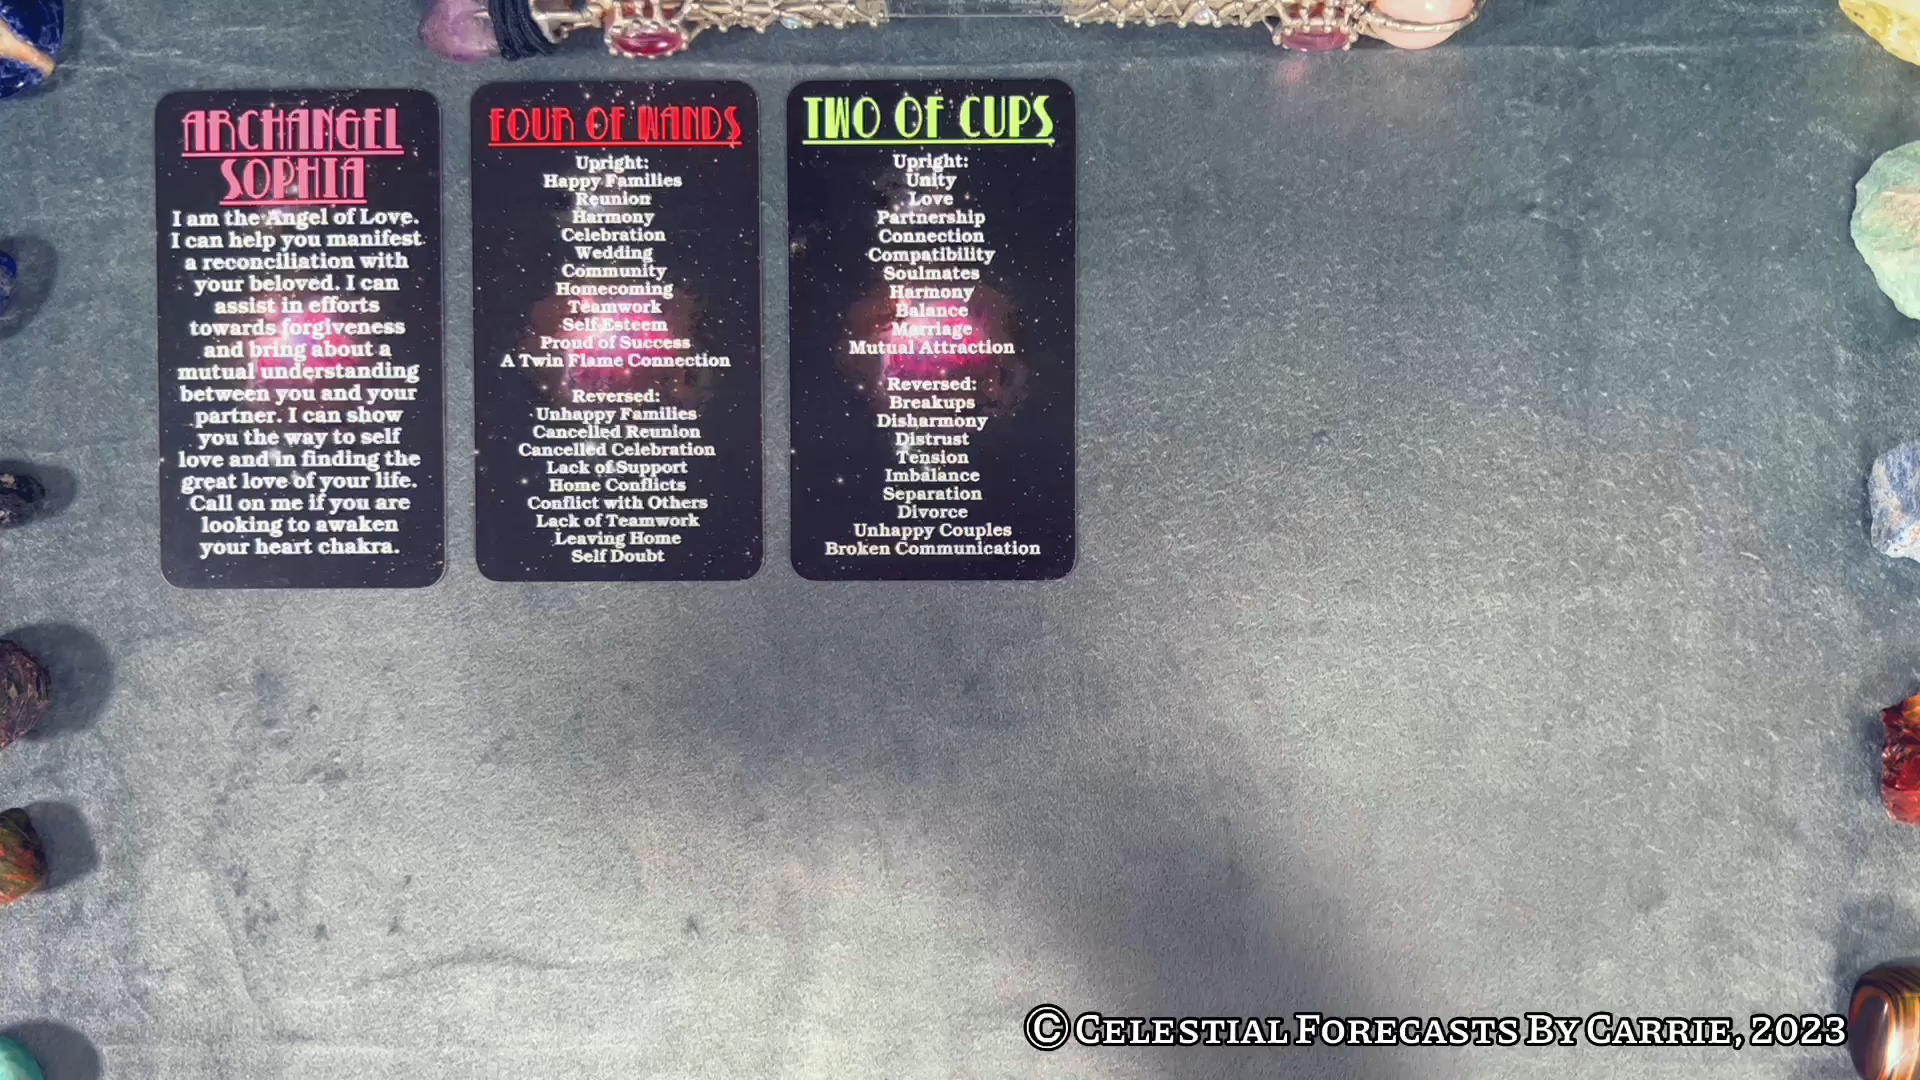 ARCHANGEL
SOPHIA
I am the Angel of Love.
I can help you manifest
a reconciliation with
your beloved. I can
assist in efforts
towards forgiveness
and bring about a
mutual understanding
between you and your
partner. I can show
you the way to self
love and in finding the
great love of your life.
Call on me if you are
looking to awaken
your heart chakra.
FOUR OF WANDS
Upright:
Happy Families
Reunion
Harmony
Celebration
Wedding
Community
Homecoming
Teamwork
Self Esteem
Proud of Success
A Twin Flame Connection
Reversed:
Unhappy Families
Cancelled Reunion
Cancelled Celebration
Lack of Support
Home Conflicts
Conflict with Others
Lack of Teamwork
Leaving Home
Self Doubt
TWO OF CUPS
Upright:
Unity
Love
Partnership
Connection
Compatibility
Soulmates
Harmony
Balance
Marriage
Mutual Attraction
Reversed:
Breakups
Disharmony
Distrust
Tension
Imbalance
Separation
Divorce
Unhappy Couples
Broken Communication
© CELESTIAL FORECASTS BY CARRIE, 2023